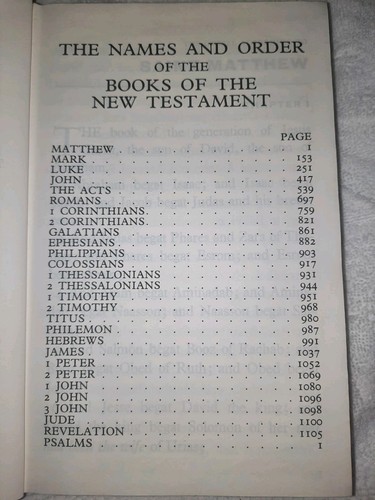 THE NAMES AND ORDER
OF THE
BOOKS OF THE
NEW TESTAMENT
PAGE
MATTHEW . . . . . . . . 1
MARK . . . . . . . . 153
LUKE . . . . . . . . 251
JOHN . . . . . . . . 417
THE ACTS . . . . . . . . 539
ROMANS . . . . . . . . 697
1 CORINTHIANS . . . . . . . . 759
2 CORINTHIANS . . . . . . . . 821
GALATIANS . . . . . . . . 861
EPHESIANS . . . . . . . . 882
PHILIPPIANS . . . . . . . . 903
COLOSSIANS . . . . . . . . 917
1 THESSALONIANS . . . . . . . . 931
2 THESSALONIANS . . . . . . . . 944
1 TIMOTHY . . . . . . . . 951
2 TIMOTHY . . . . . . . . 968
TITUS . . . . . . . . 980
PHILEMON . . . . . . . . 987
HEBREWS . . . . . . . . 991
JAMES . . . . . . . . 1037
1 PETER . . . . . . . . 1052
2 PETER . . . . . . . . 1069
1 JOHN . . . . . . . . 1080
2 JOHN . . . . . . . . 1096
3 JOHN . . . . . . . . 1098
JUDE . . . . . . . . 1100
REVELATION . . . . . . . . 1105
PSALMS . . . . . . . . 1